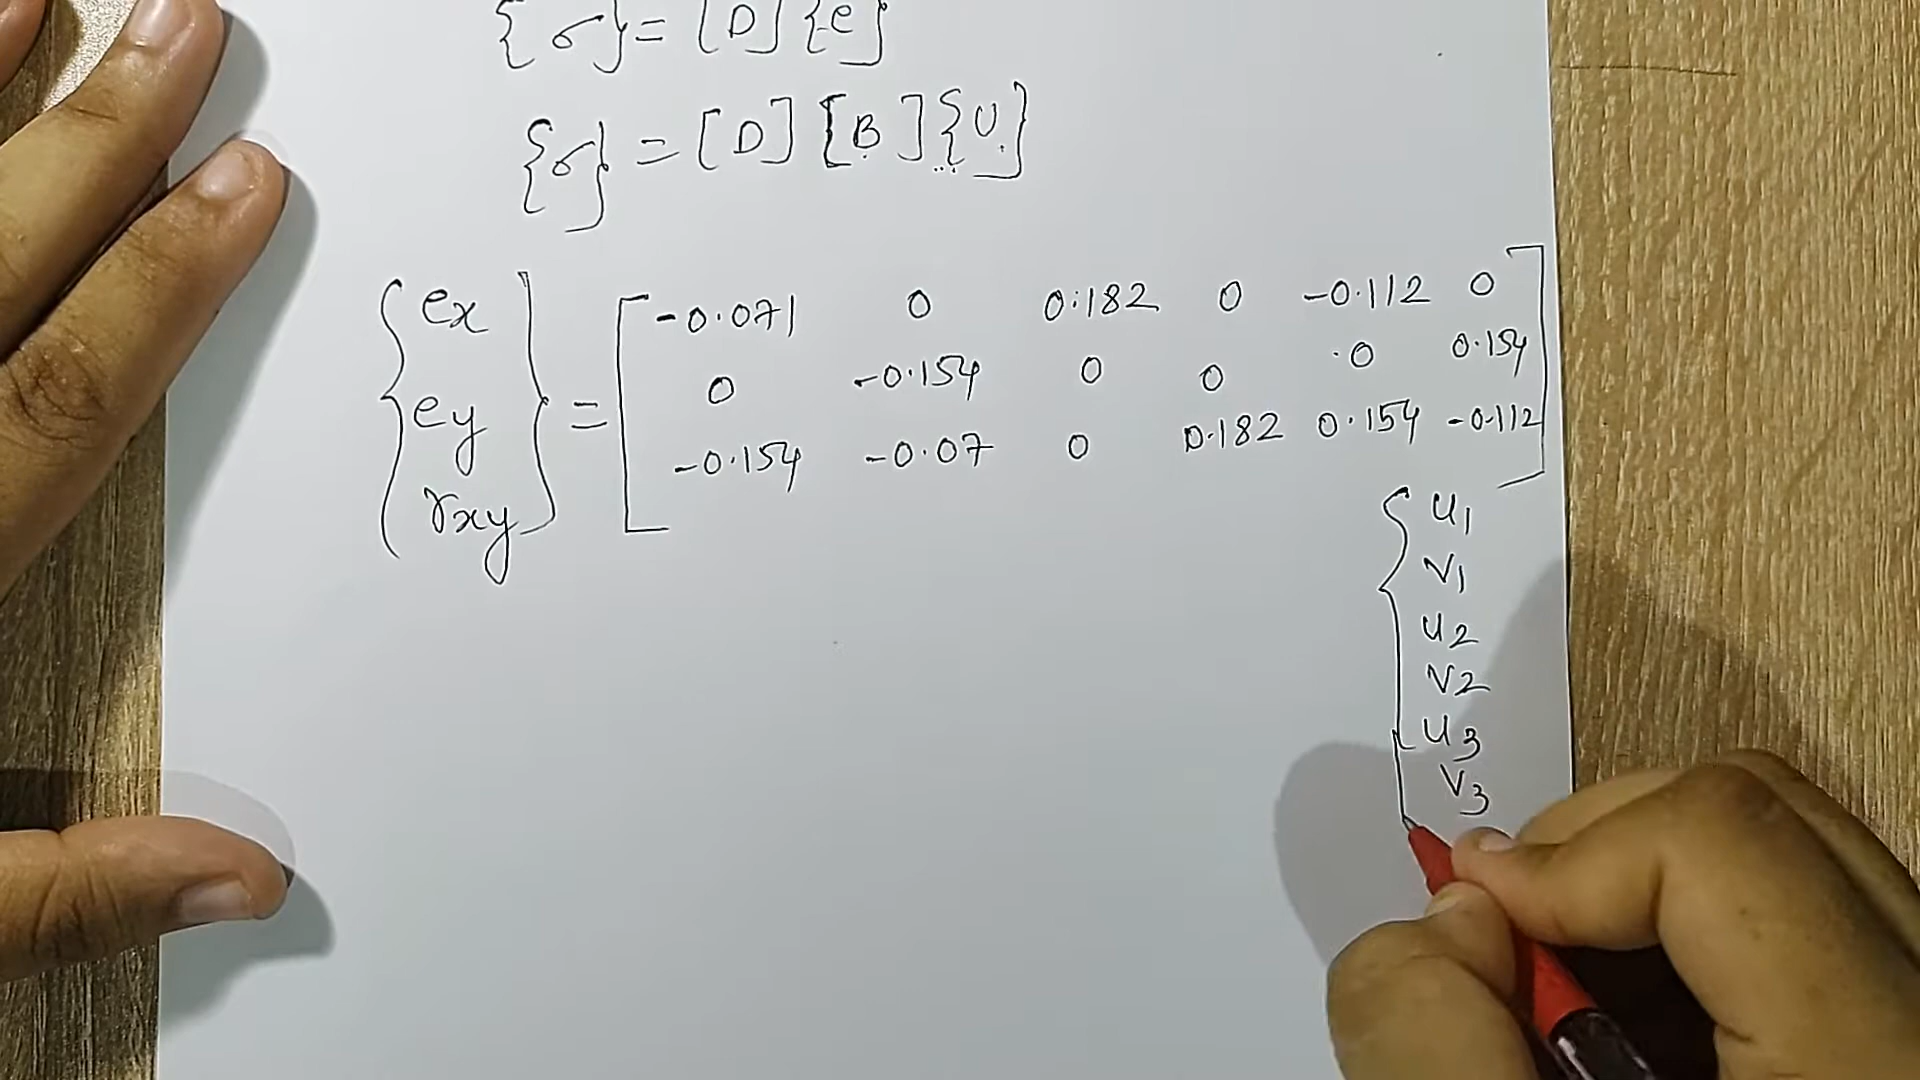 {σ} = [D] {e}
{σ} = [D] [B] {U}
{ex ey γxy} = [-0.071 0 0.182 0 -0.112 0
0 -0.154 0 0 0 0.154
-0.154 -0.07 0 0.182 0.154 -0.112]
{u1
v1
u2
v2
u3
v3